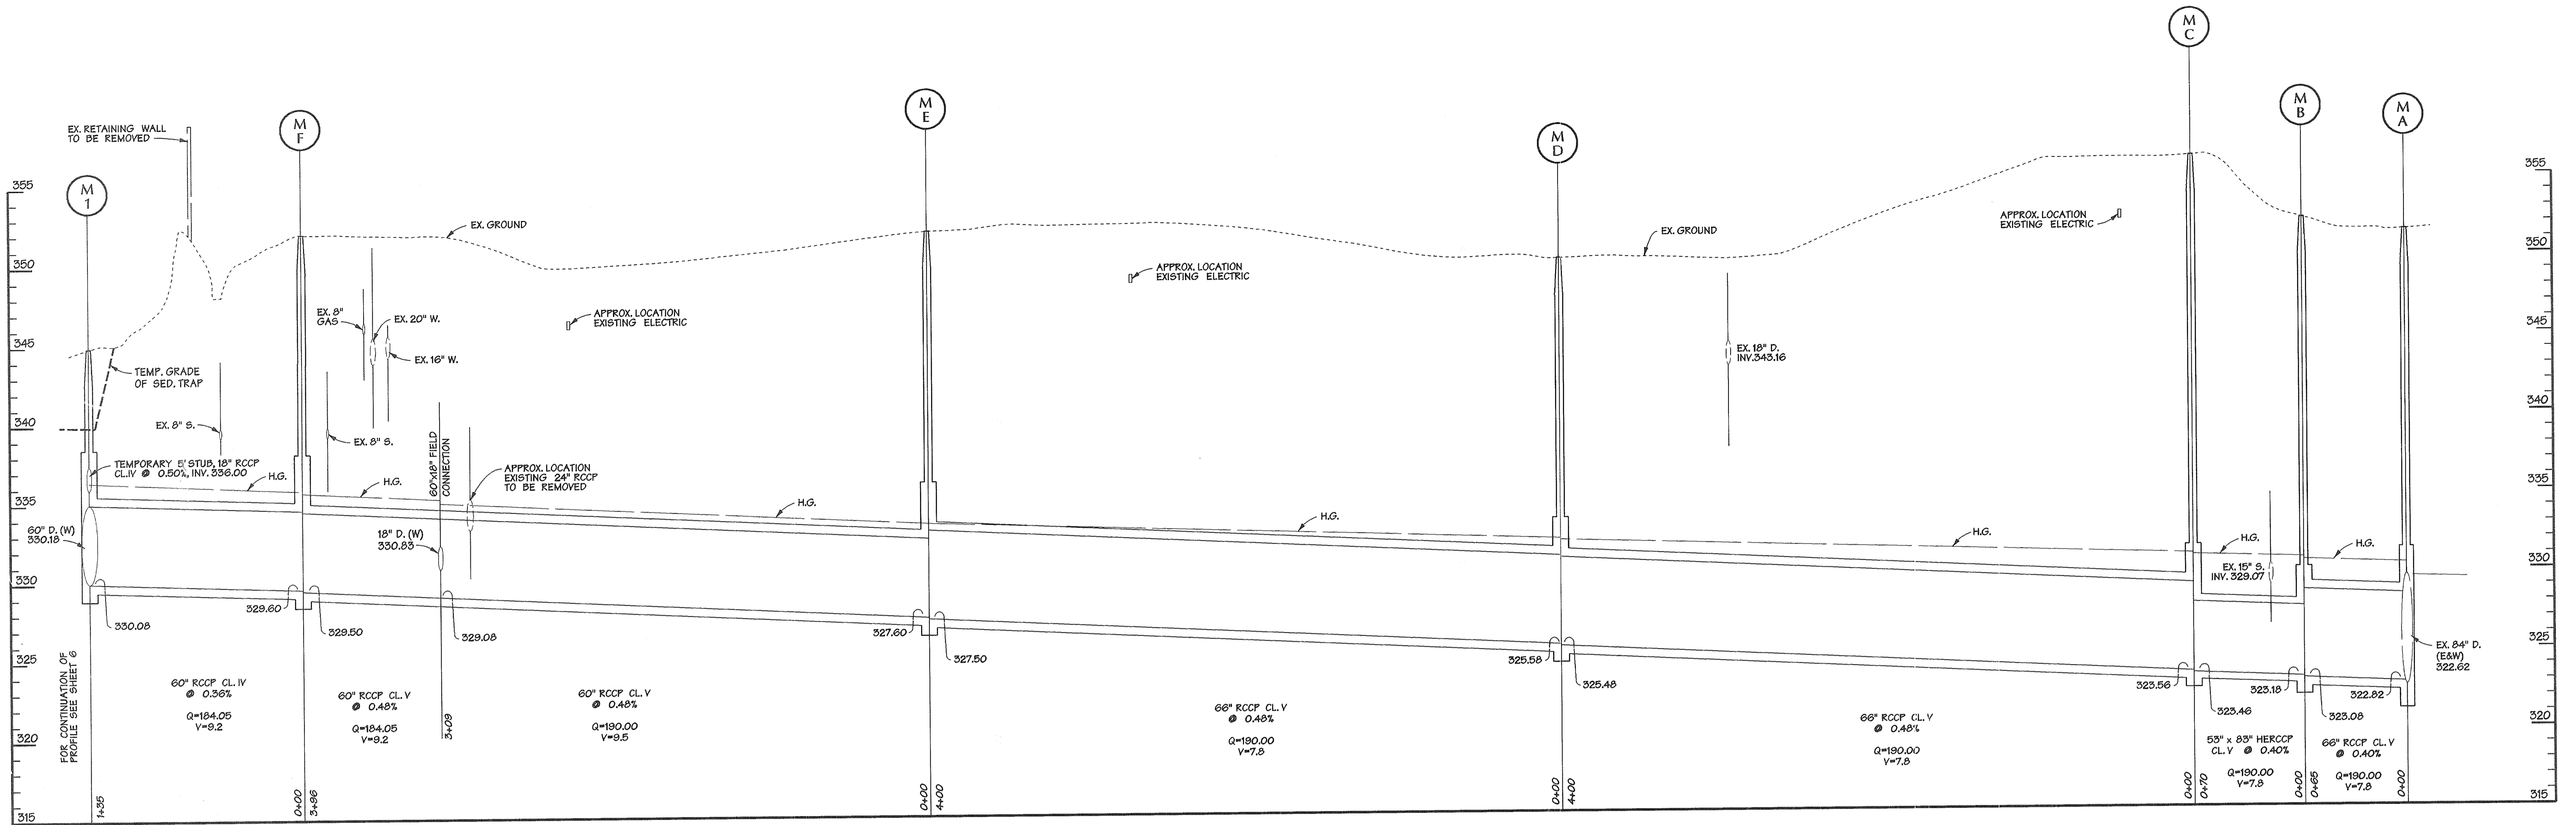 M
C
M
E
M
B
M
A
M
F
M
D
M
1
EX. RETAINING WALL
TO BE REMOVED
355
350
345
340
335
330
325
320
315
355
350
345
340
335
330
325
320
315
EX. GROUND
EX. GROUND
APPROX. LOCATION
EXISTING ELECTRIC
APPROX. LOCATION
EXISTING ELECTRIC
APPROX. LOCATION
EXISTING ELECTRIC
EX. 8"
GAS
EX. 20" W.
EX. 16" W.
EX. 18" D.
INV. 343.16
TEMP. GRADE
OF SED. TRAP
EX. 8" S.
EX. 8" S.
TEMPORARY 5' STUB, 18" RCCP
CL.IV @ 0.50%, INV. 336.00
60"x18" FIELD
CONNECTION
APPROX. LOCATION
EXISTING 24" RCCP
TO BE REMOVED
H.G.
H.G.
H.G.
H.G.
H.G.
H.G.
H.G.
60" D. (W)
330.18
18" D. (W)
330.83
EX. 15" S.
INV. 329.07
330.08
329.60
329.50
329.08
327.60
327.50
325.58
325.48
323.56
323.46
323.18
323.08
322.82
EX. 84" D.
(E&W)
322.62
FOR CONTINUATION OF
PROFILE SEE SHEET 6
60" RCCP CL. IV
@ 0.36%
Q=184.05
V=9.2
60" RCCP CL. V
@ 0.48%
Q=184.05
V=9.2
60" RCCP CL. V
@ 0.48%
Q=190.00
V=9.5
66" RCCP CL. V
@ 0.48%
Q=190.00
V=7.8
66" RCCP CL. V
@ 0.48%
Q=190.00
V=7.8
53" x 83" HERCCP
CL. V @ 0.40%
Q=190.00
V=7.8
66" RCCP CL. V
@ 0.40%
Q=190.00
V=7.8
1+35
0+00
3+96
3+09
0+00
4+00
0+00
4+00
0+00
0+70
0+00
0+65
0+00